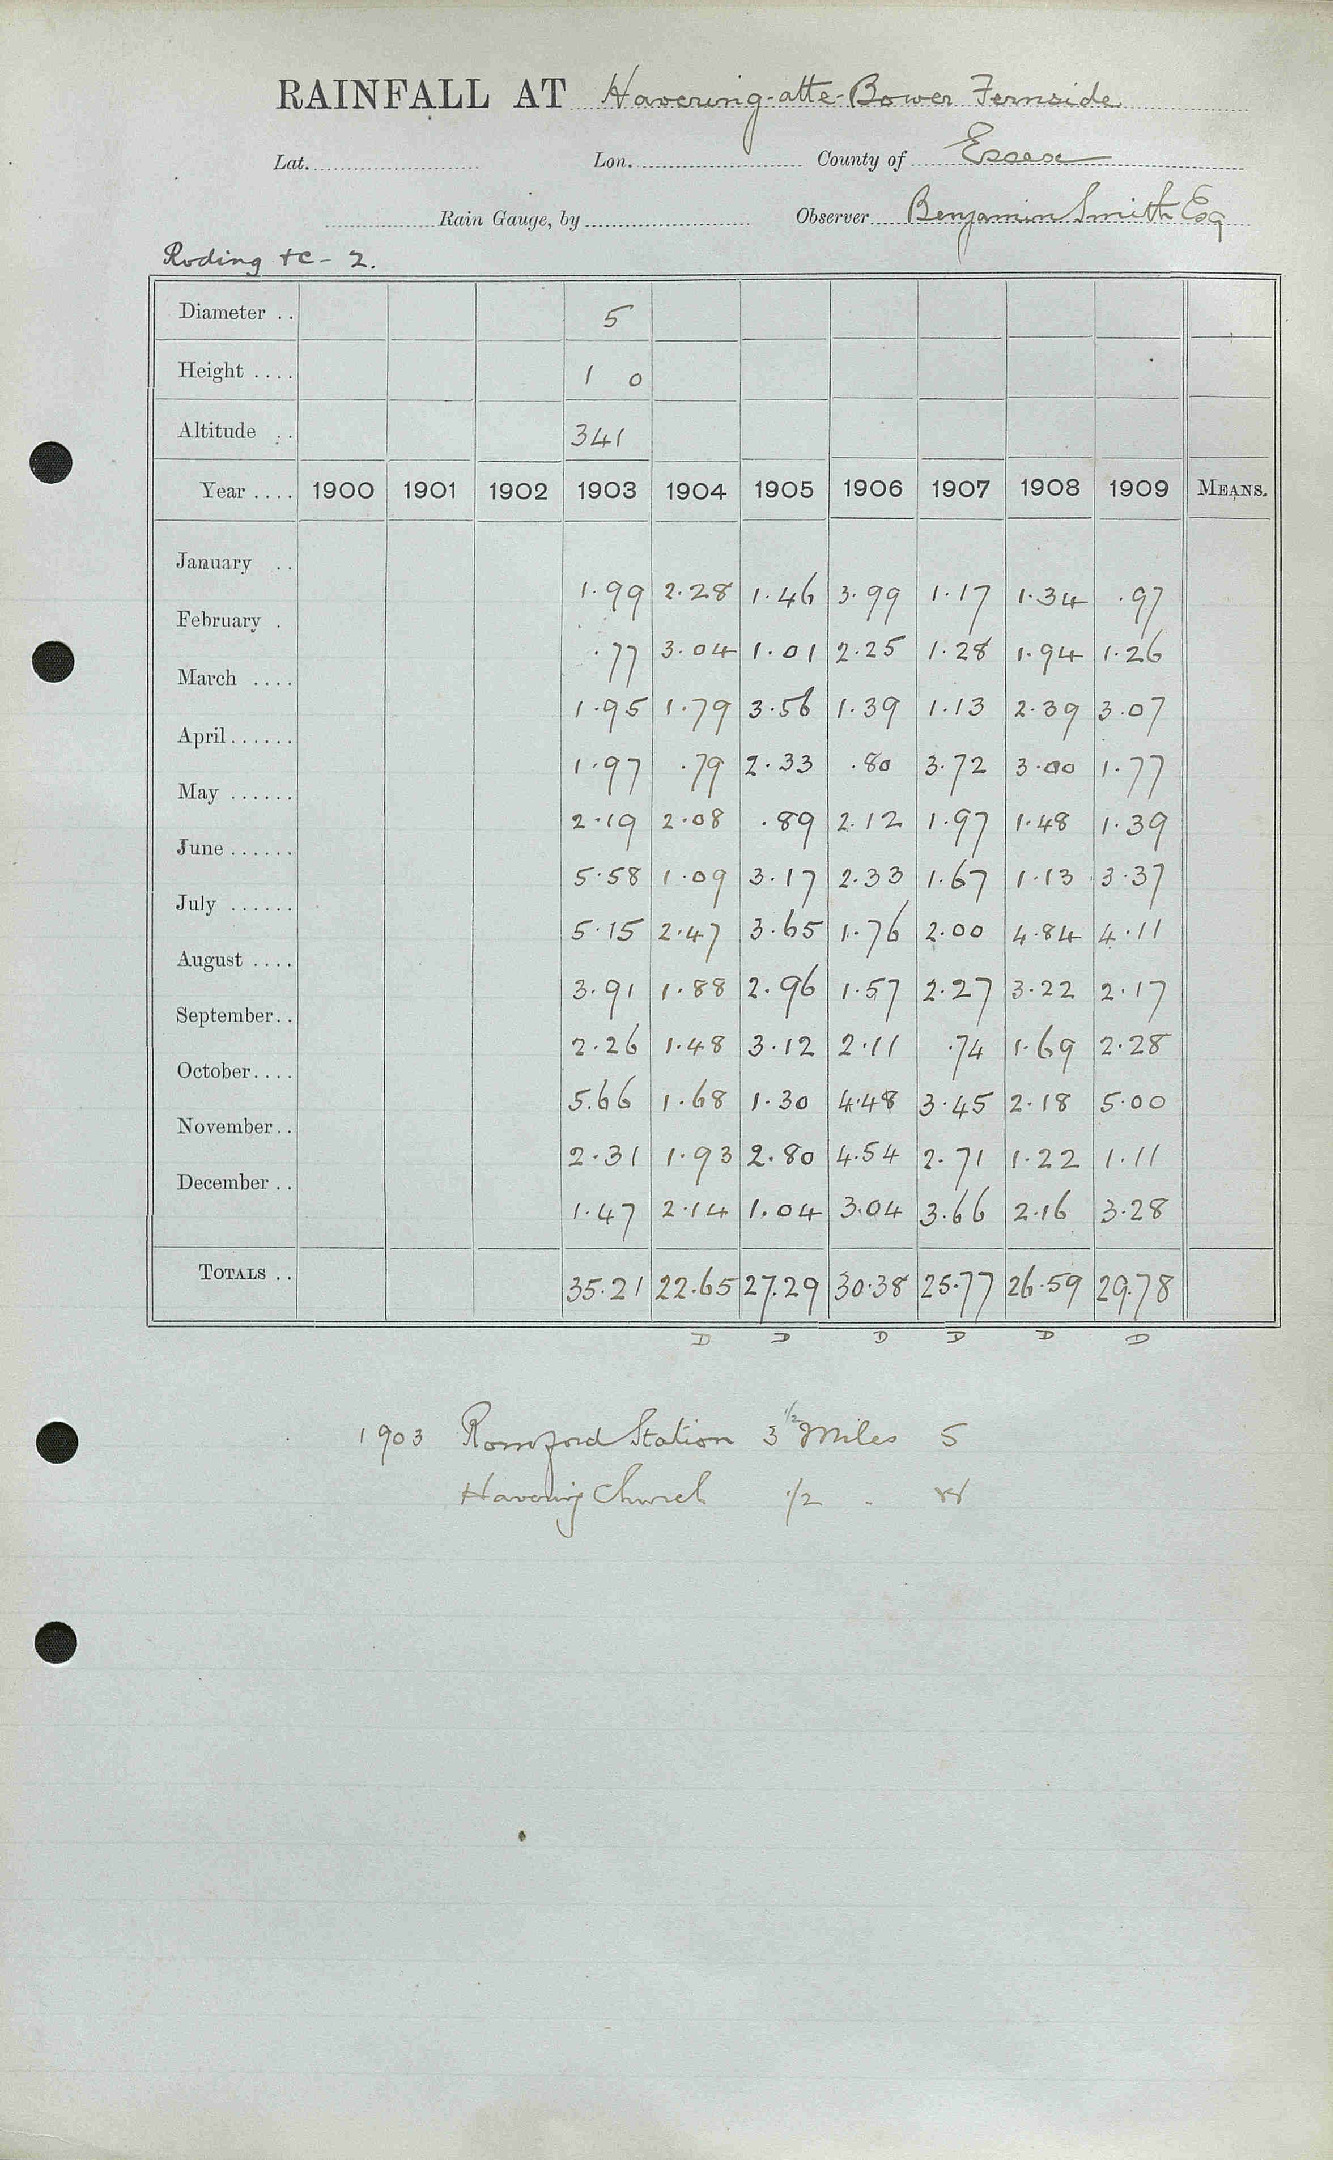 RAINFALL AT Havering-atte-Bower Fernside
Lat. Lon. County of Essex
Rain Gauge, by Observer Benjamin Smith Esq
Roding +c - 2.
Diameter .. 5
Height .... 1 0
Altitude .. 341
Year .... 1900 1901 1902 1903 1904 1905 1906 1907 1908 1909 MEANS.
January .. 1.99 2.28 1.46 3.99 1.17 1.34 .97
February . .77 3.04 1.01 2.25 1.28 1.94 1.26
March .... 1.95 1.79 3.56 1.39 1.13 2.39 3.07
April...... 1.97 .79 2.33 .80 3.72 3.00 1.77
May ...... 2.19 2.08 .89 2.12 1.97 1.48 1.39
June ...... 5.58 1.09 3.17 2.33 1.67 1.13 3.37
July ...... 5.15 2.47 3.65 1.76 2.00 4.84 4.11
August .... 3.91 1.88 2.96 1.57 2.27 3.22 2.17
September.. 2.26 1.48 3.12 2.11 .74 1.69 2.28
October.... 5.66 1.68 1.30 4.48 3.45 2.18 5.00
November.. 2.31 1.93 2.80 4.54 2.71 1.22 1.11
December .. 1.47 2.14 1.04 3.04 3.66 2.16 3.28
TOTALS .. 35.21 22.65 27.29 30.38 25.77 26.59 29.78
D D D D D D
1903 Romford Station 3 1/2 Miles S
Havering Church 1/2 .